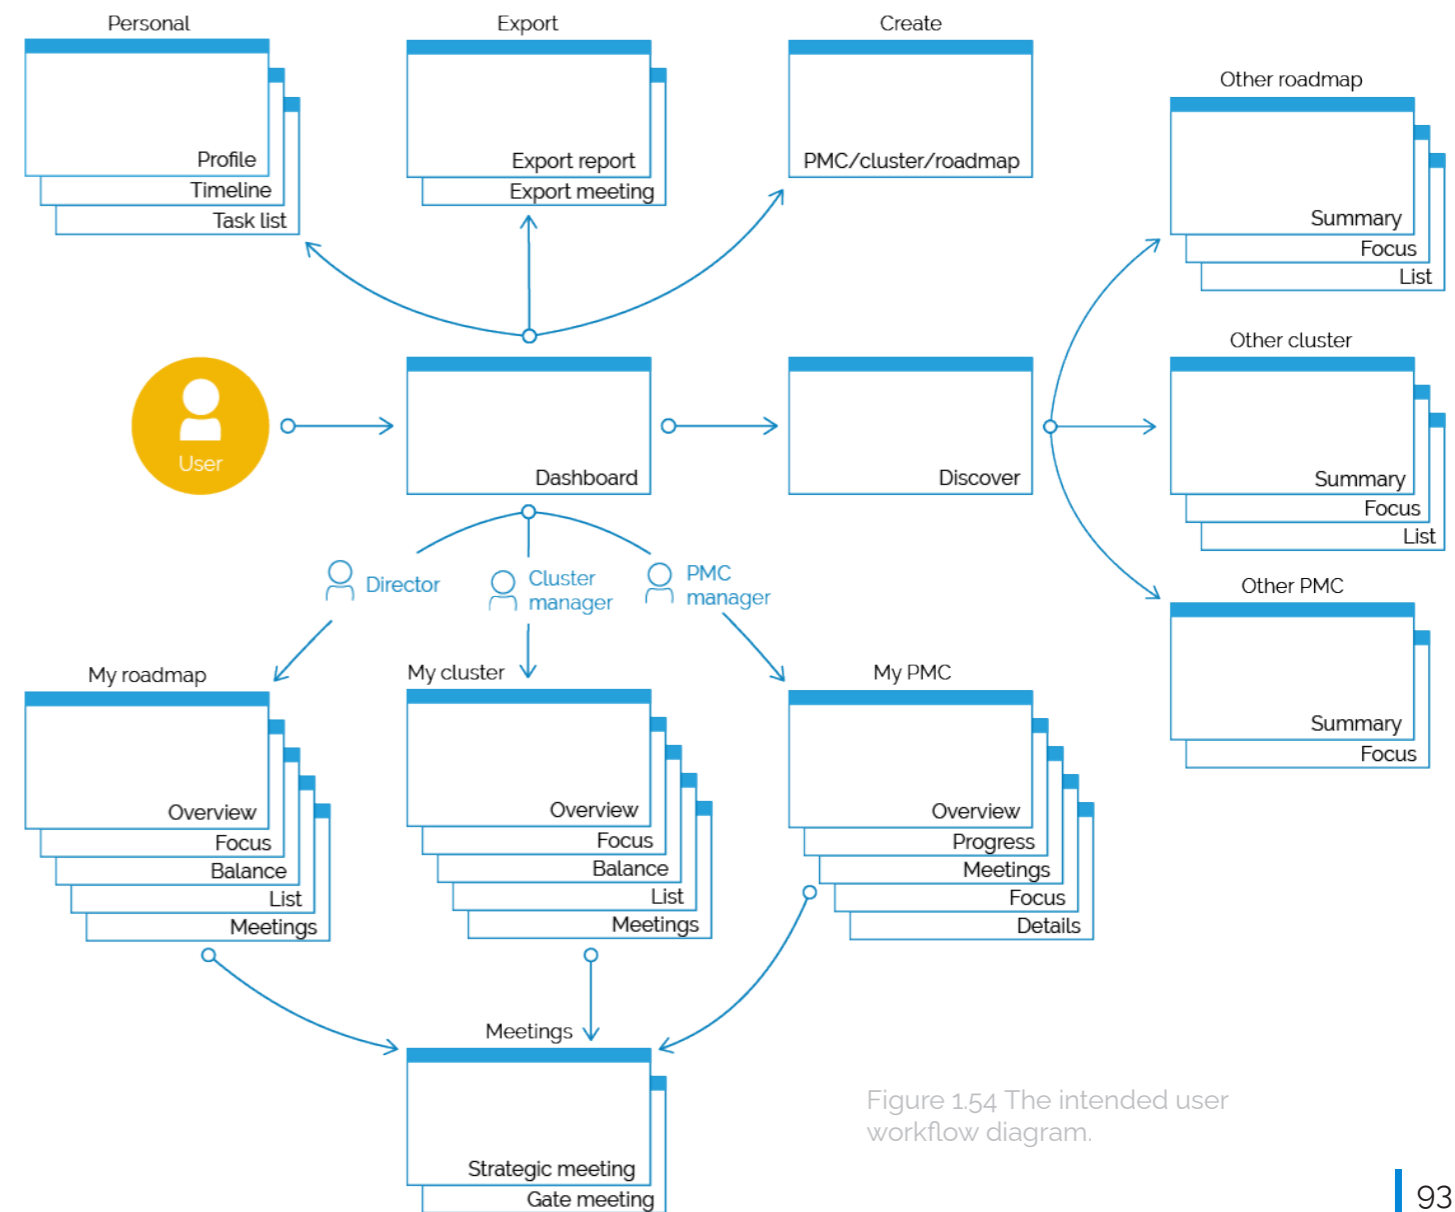 Personal
Profile
Timeline
Task list
Export
Export report
Export meeting
Create
PMC/cluster/roadmap
Other roadmap
Summary
Focus
List
User
Dashboard
Discover
Other cluster
Summary
Focus
List
Other PMC
Summary
Focus
Director
Cluster
manager
PMC
manager
My roadmap
Overview
Focus
Balance
List
Meetings
My cluster
Overview
Focus
Balance
List
Meetings
My PMC
Overview
Progress
Meetings
Focus
Details
Meetings
Strategic meeting
Gate meeting
Figure 1.54 The intended user
workflow diagram.
93